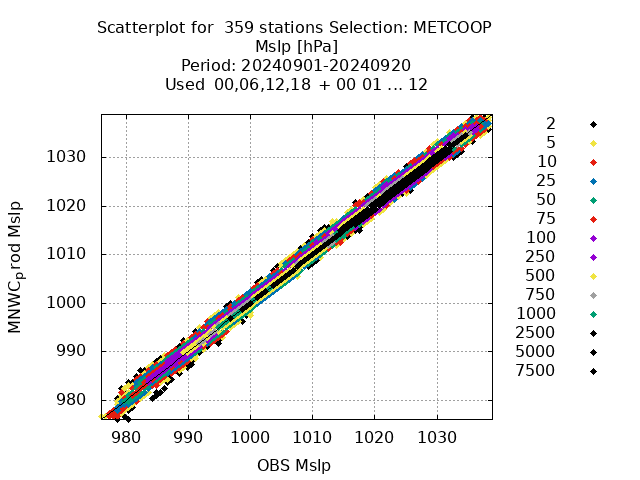 Scatterplot for  359 stations Selection: METCOOP
Mslp [hPa]
Period: 20240901-20240920
Used  00,06,12,18 + 00 01 ... 12
MNWC_prod Mslp
1030
1020
1010
1000
990
980
980 990 1000 1010 1020 1030
OBS Mslp
2
5
10
25
50
75
100
250
500
750
1000
2500
5000
7500